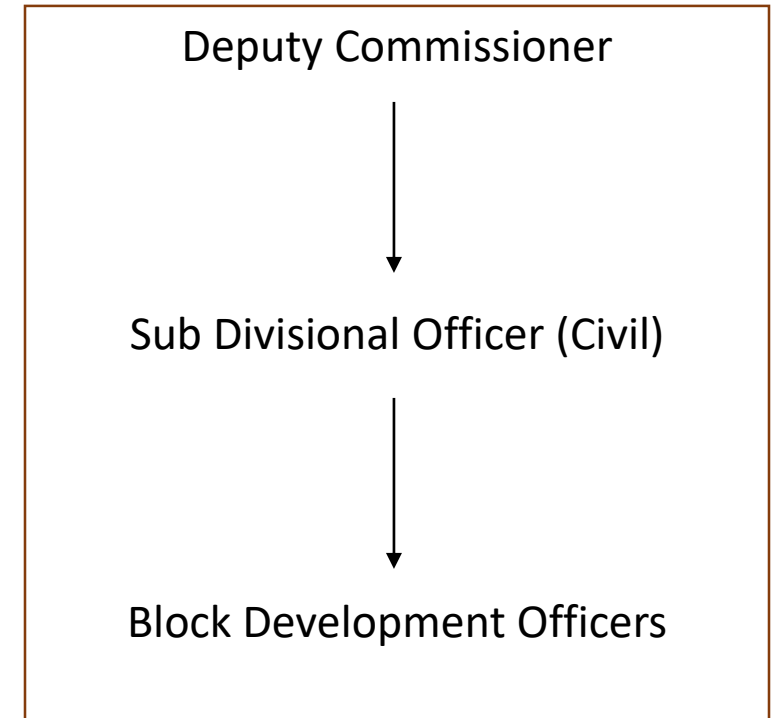 Deputy Commissioner
Sub Divisional Officer (Civil)
Block Development Officers